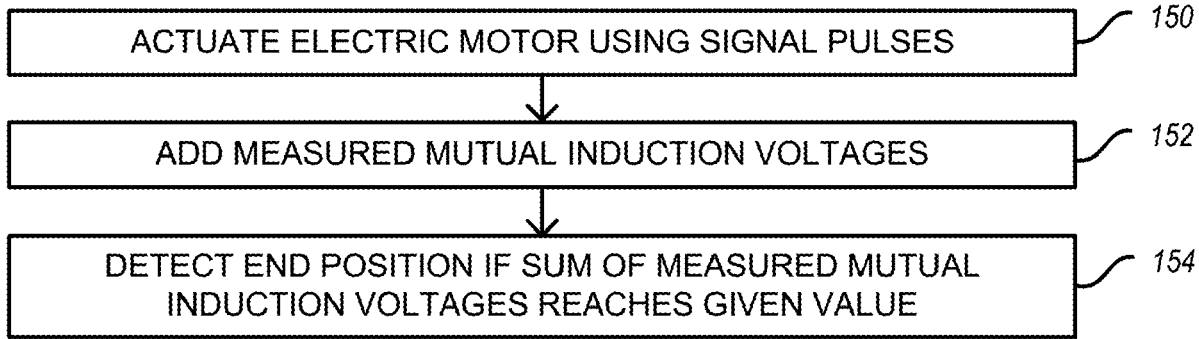 ACTUATE ELECTRIC MOTOR USING SIGNAL PULSES
150
ADD MEASURED MUTUAL INDUCTION VOLTAGES
152
DETECT END POSITION IF SUM OF MEASURED MUTUAL
INDUCTION VOLTAGES REACHES GIVEN VALUE
154